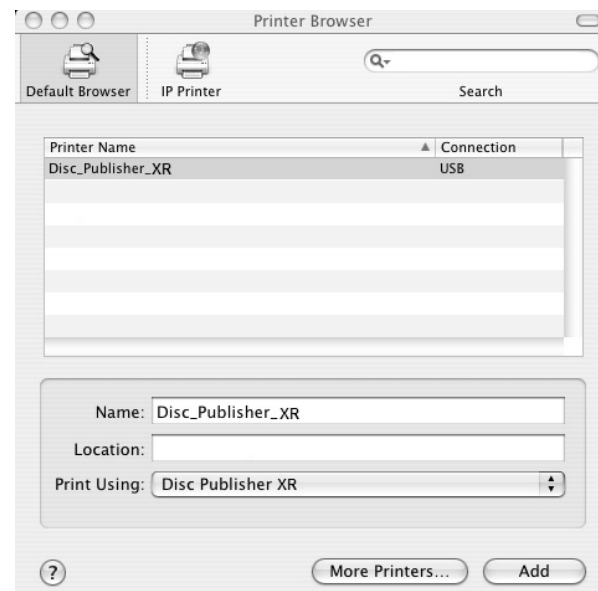 Printer Browser
Default Browser IP Printer Search
Printer Name Connection
Disc_Publisher_XR USB
Name: Disc_Publisher_XR
Location:
Print Using: Disc Publisher XR
? More Printers... Add